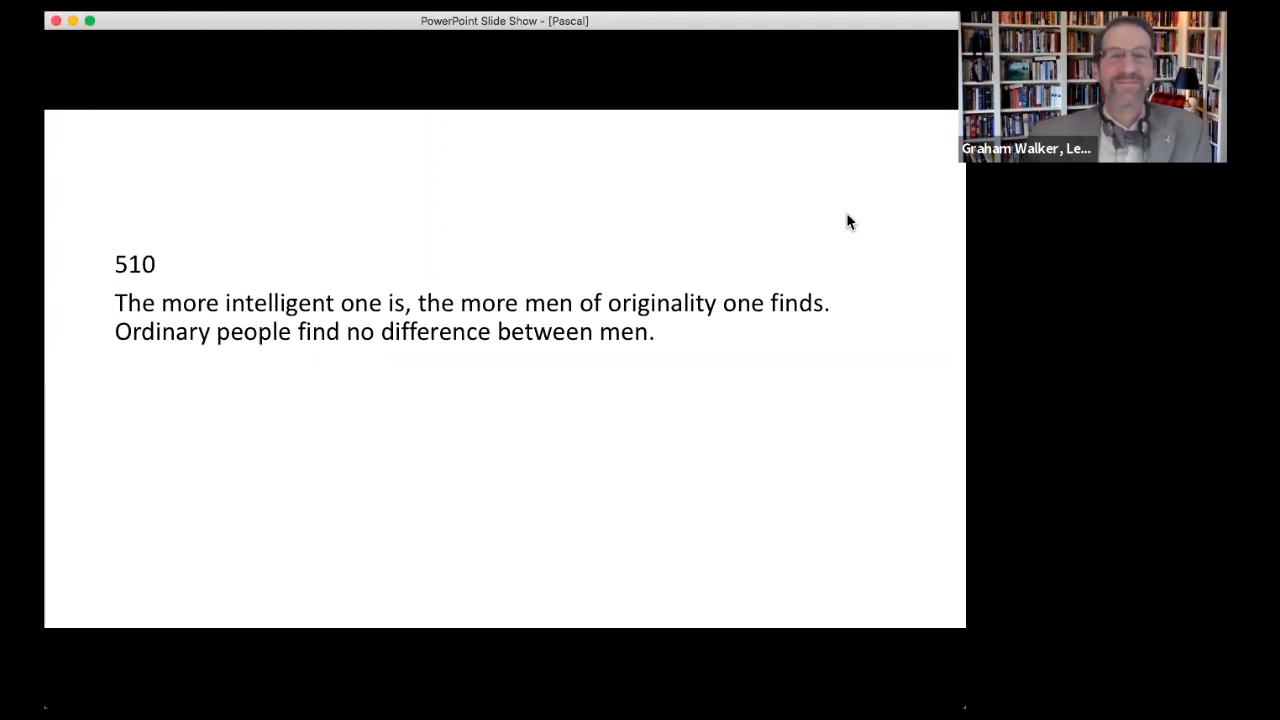 PowerPoint Slide Show - [Pascal]
Graham Walker, Le...
510
The more intelligent one is, the more men of originality one finds.
Ordinary people find no difference between men.